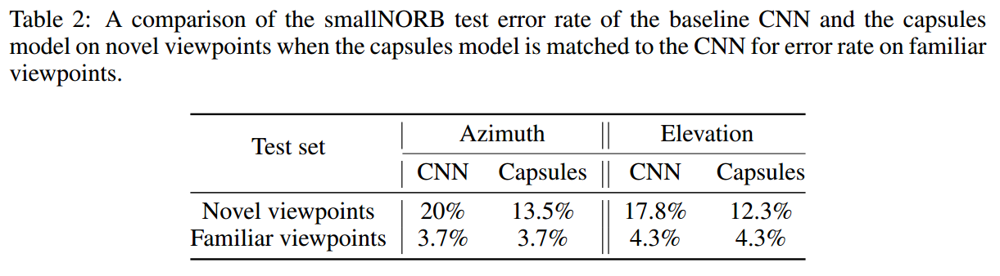 Table 2: A comparison of the smallNORB test error rate of the baseline CNN and the capsules
model on novel viewpoints when the capsules model is matched to the CNN for error rate on familiar
viewpoints.
Test set Azimuth Elevation
CNN Capsules CNN Capsules
Novel viewpoints 20% 13.5% 17.8% 12.3%
Familiar viewpoints 3.7% 3.7% 4.3% 4.3%